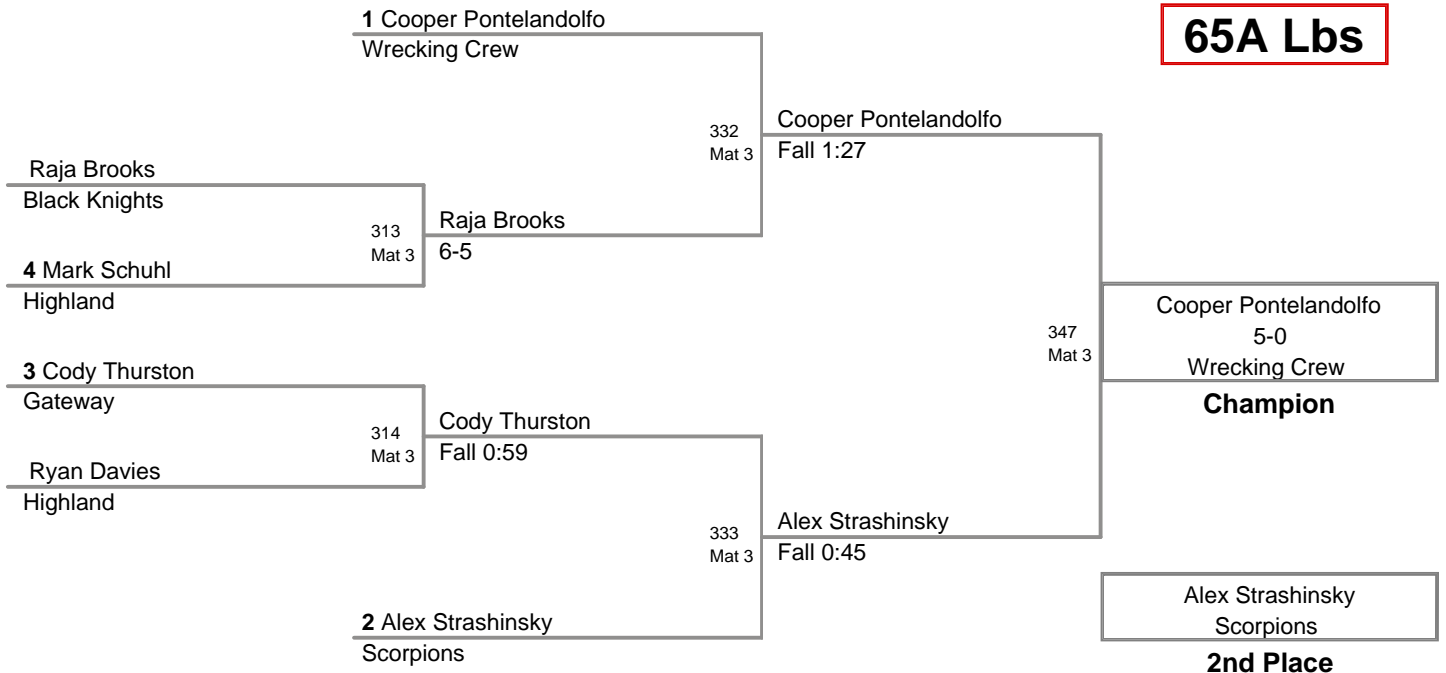 65A Lbs
1 Cooper Pontelandolfo
Wrecking Crew
332
Mat 3
Cooper Pontelandolfo
Fall 1:27
Raja Brooks
Black Knights
313
Mat 3
Raja Brooks
6-5
4 Mark Schuhl
Highland
347
Mat 3
Cooper Pontelandolfo
5-0
Wrecking Crew
Champion
3 Cody Thurston
Gateway
314
Mat 3
Cody Thurston
Fall 0:59
Ryan Davies
Highland
333
Mat 3
Alex Strashinsky
Fall 0:45
2 Alex Strashinsky
Scorpions
Alex Strashinsky
Scorpions
2nd Place